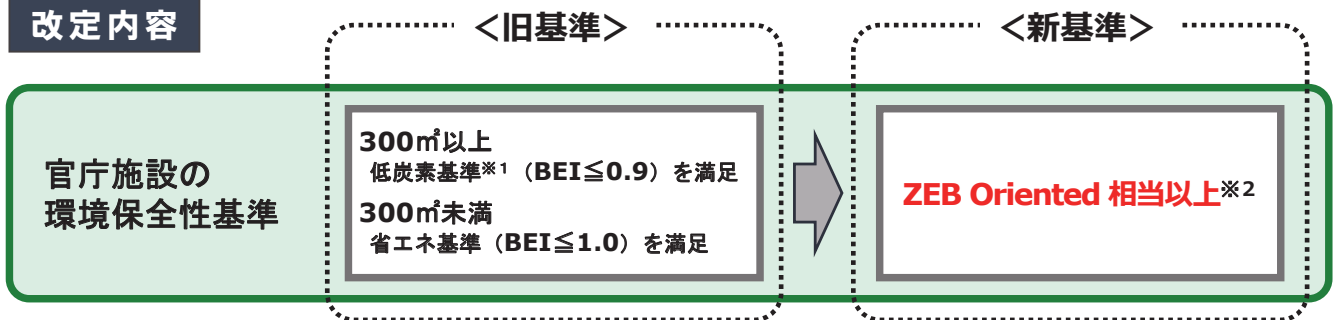 改定内容
<旧基準>
<新基準>
官庁施設の
環境保全性基準
300㎡以上
低炭素基準※1（BEI≦0.9）を満足
300㎡未満
省エネ基準（BEI≦1.0）を満足
ZEB Oriented 相当以上※2